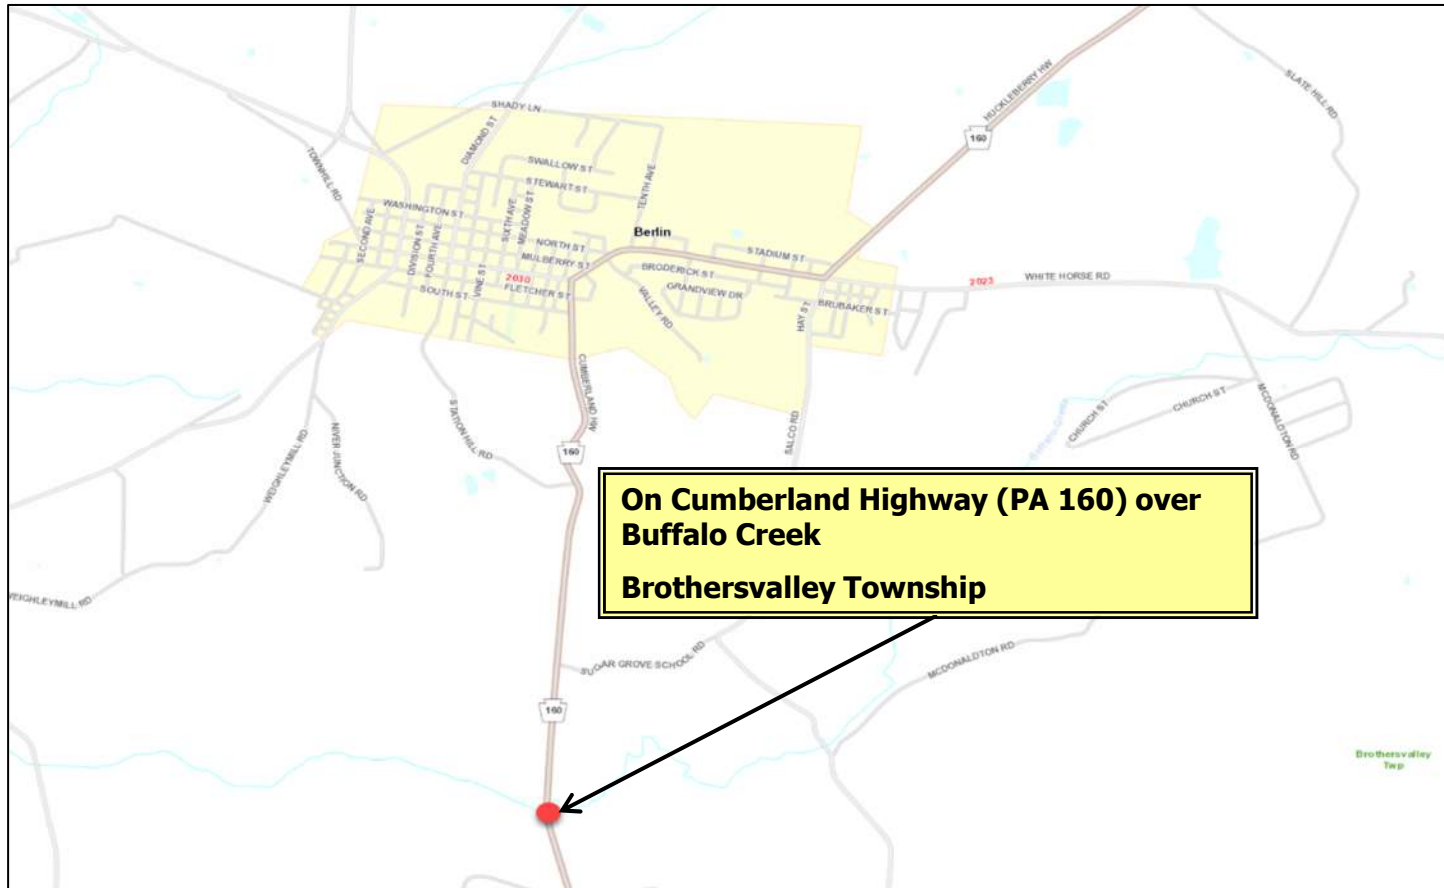 HUCKLEBERRY HW
SLATE HILL RD
SHADY LN
DIAMOND ST
160
TOWNHILL RD
SWALLOW ST
STEWART ST
TENTH AVE
WASHINGTON ST
SECOND AVE
SIXTH AVE
MEADOW ST
DIVISION ST
FOURTH AVE
Berlin
NORTH ST
MULBERRY ST
STADIUM ST
BRODERICK ST
2030
VINE ST
FLETCHER ST
SOUTH ST
GRANDVIEW DR
VALLEY RD
HAY ST
BRUBAKER ST
2023
WHITE HORSE RD
CUMBERLAND HW
STATION HILL RD
NIVER JUNCTION RD
WEIGHLEYMILL RD
SALCO RD
Buffalo Creek
CHURCH ST
CHURCH ST
MCDONALDTON RD
160
On Cumberland Highway (PA 160) over
Buffalo Creek
Brothersvalley Township
WEIGHLEYMILL RD
SUGAR GROVE SCHOOL RD
MCDONALDTON RD
160
Brothersvalley
Twp